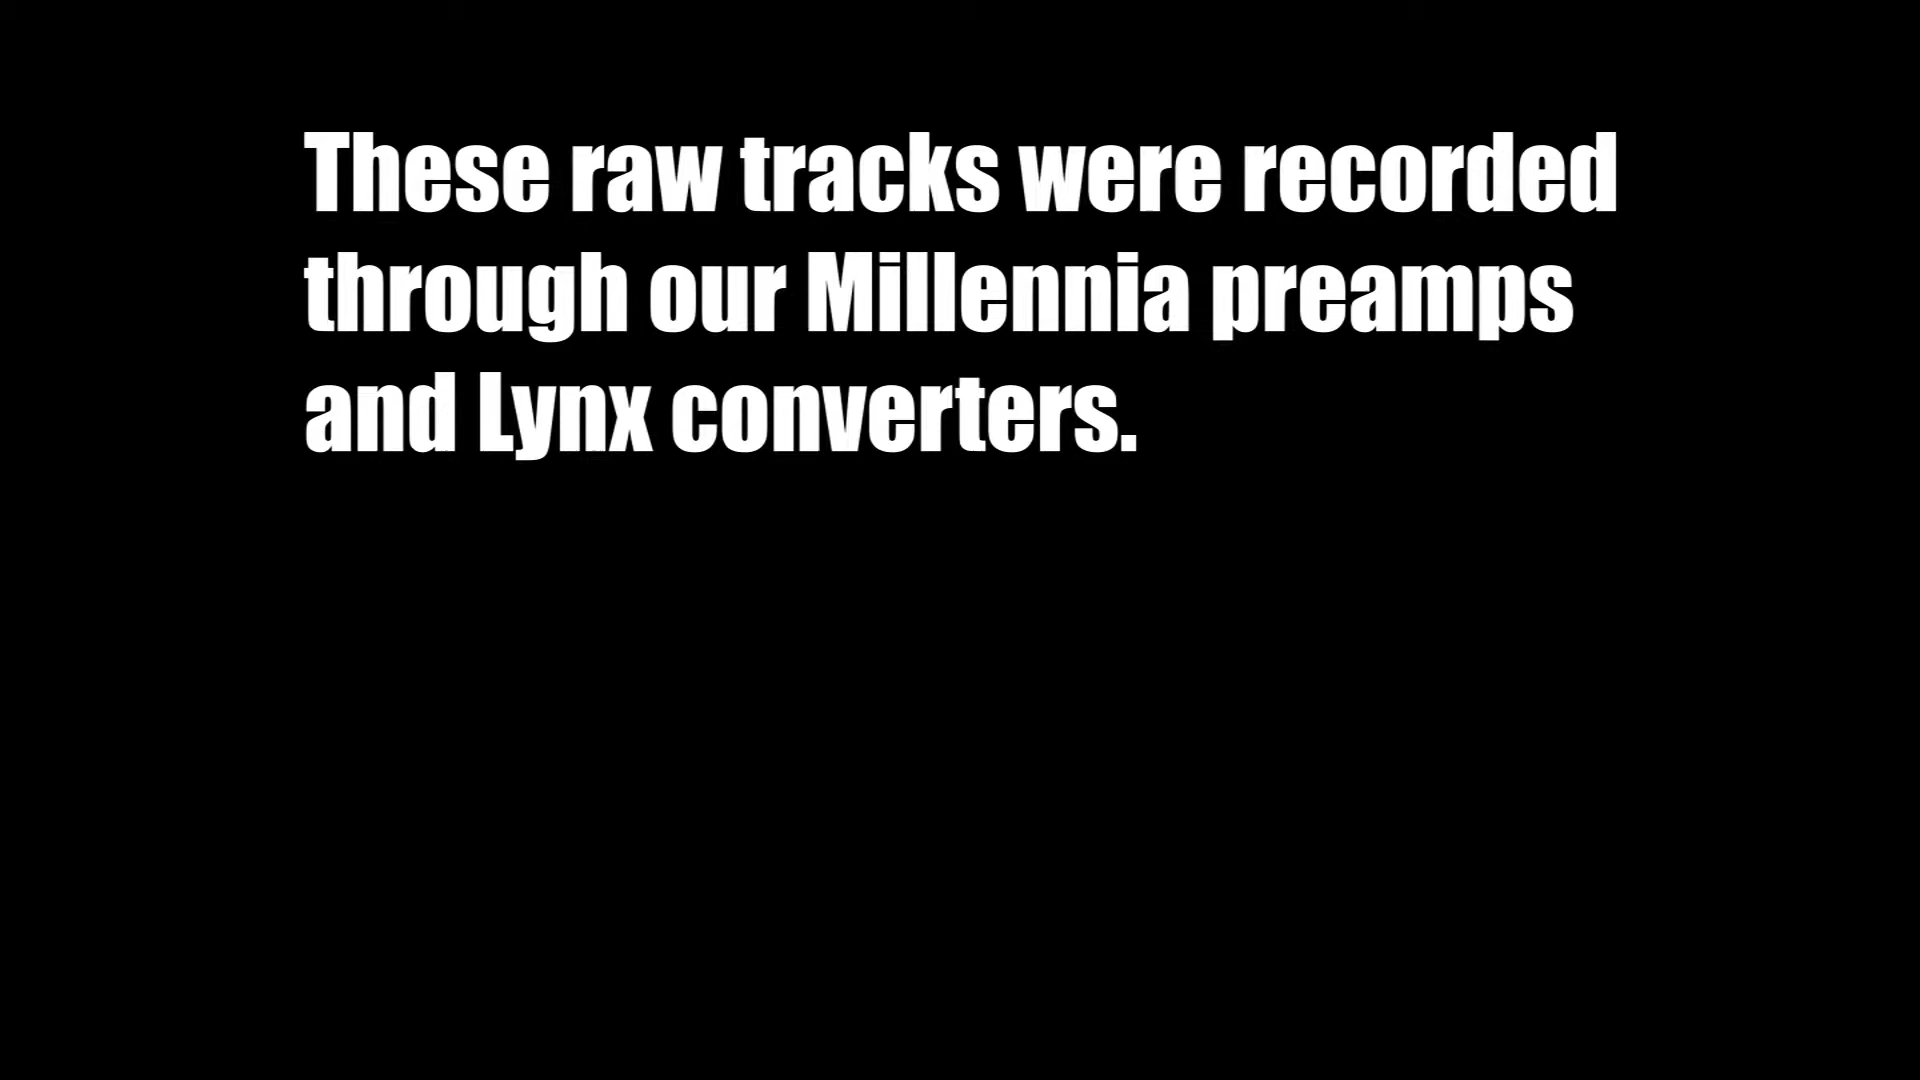 These raw tracks were recorded
through our Millennia preamps
and Lynx converters.